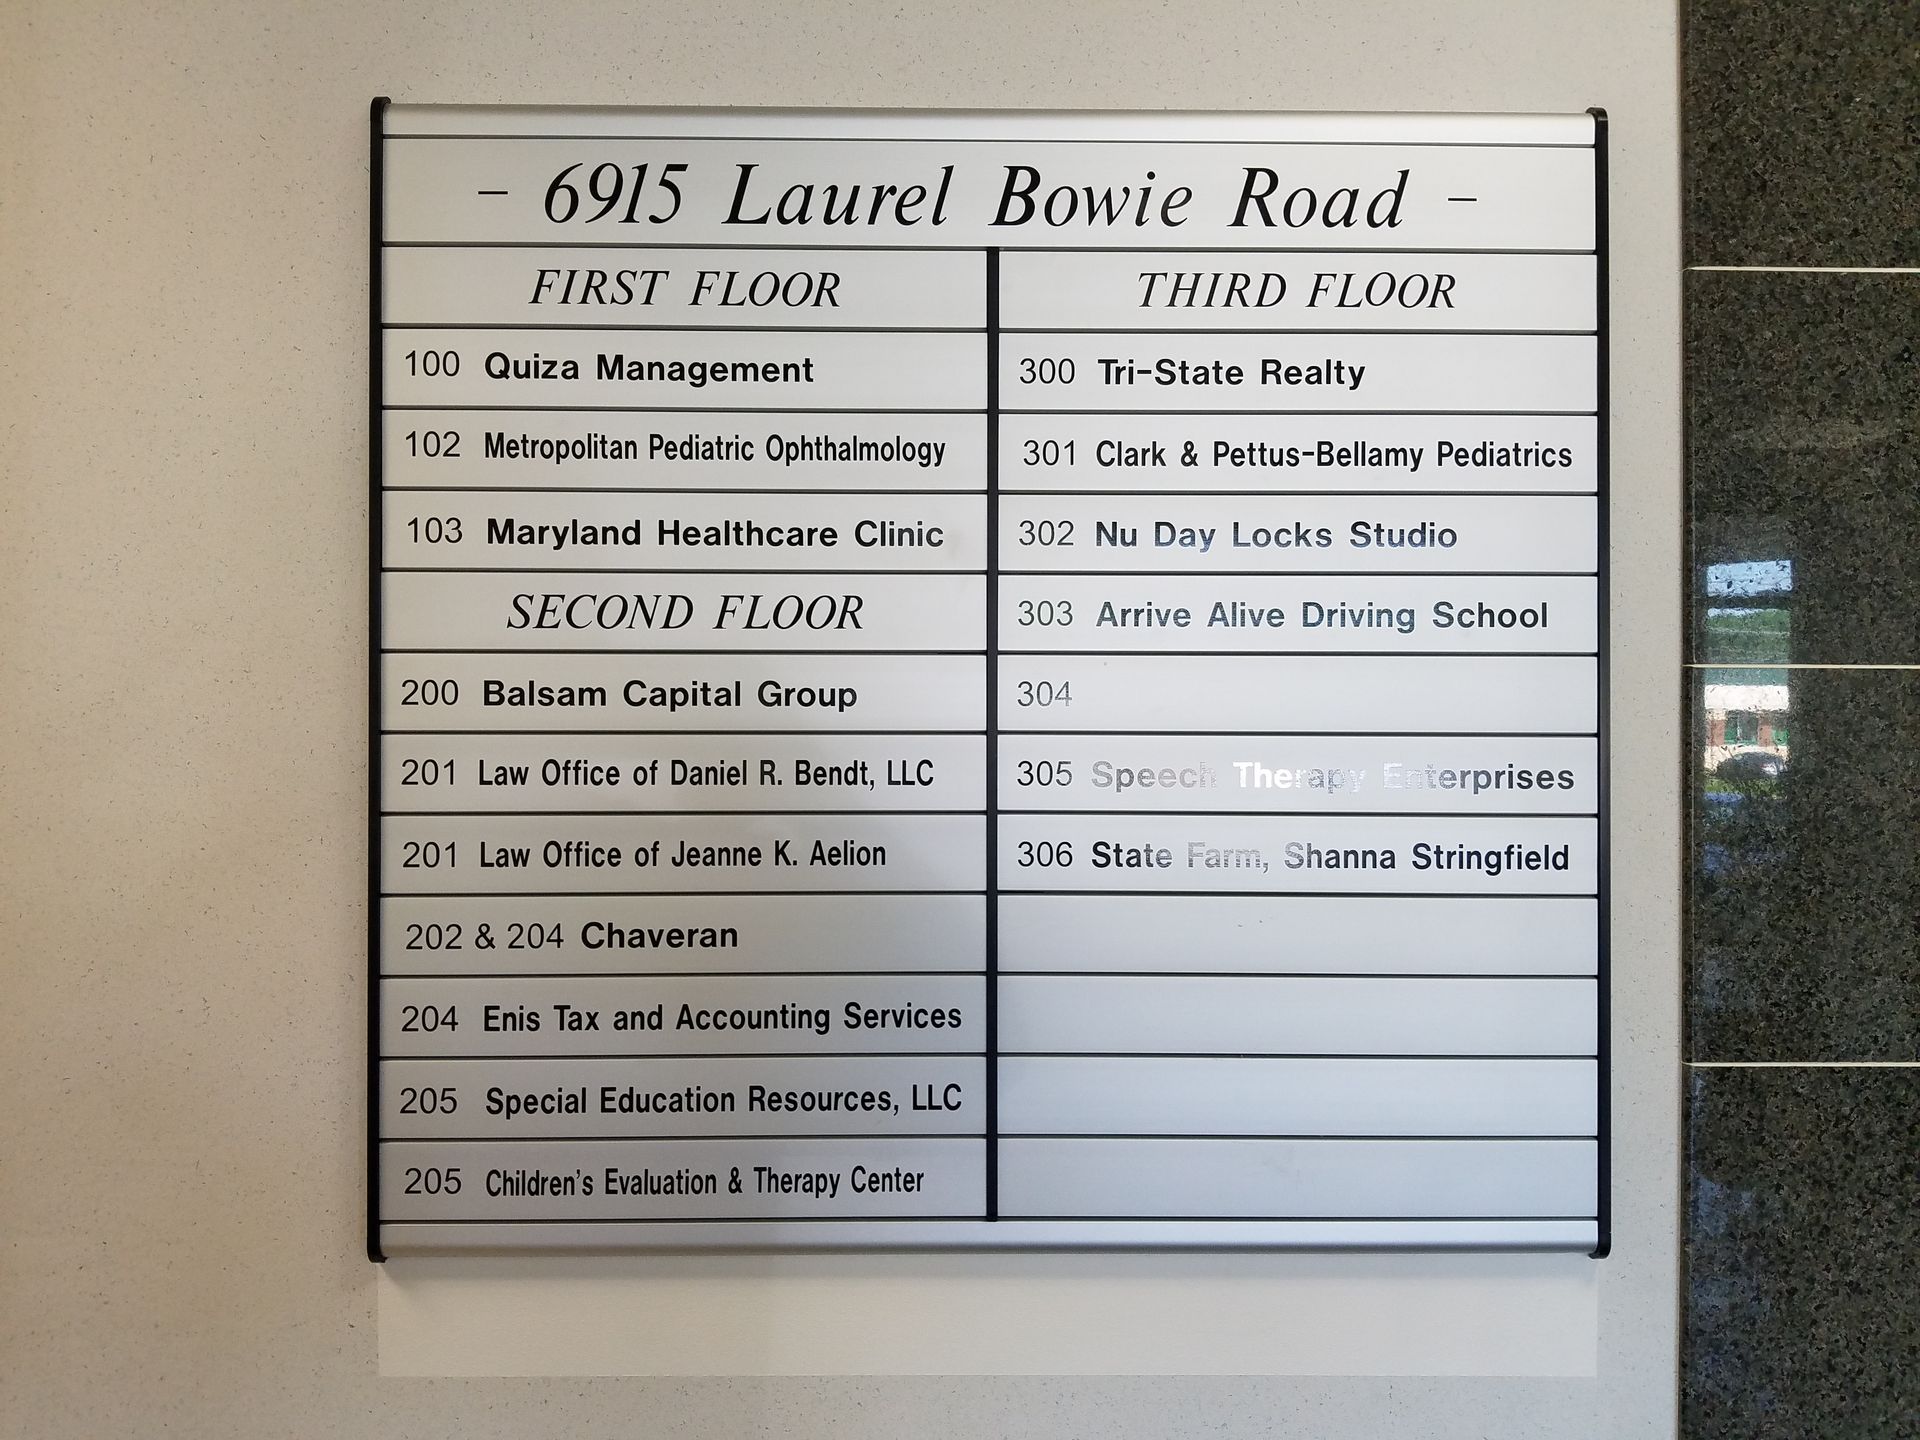 - 6915 Laurel Bowie Road -
FIRST FLOOR
100 Quiza Management
102 Metropolitan Pediatric Ophthalmology
103 Maryland Healthcare Clinic
SECOND FLOOR
200 Balsam Capital Group
201 Law Office of Daniel R. Bendt, LLC
201 Law Office of Jeanne K. Aelion
202 & 204 Chaveran
204 Enis Tax and Accounting Services
205 Special Education Resources, LLC
205 Children's Evaluation & Therapy Center
THIRD FLOOR
300 Tri-State Realty
301 Clark & Pettus-Bellamy Pediatrics
302 Nu Day Locks Studio
303 Arrive Alive Driving School
304
305 Speech Therapy Enterprises
306 State Farm, Shanna Stringfield